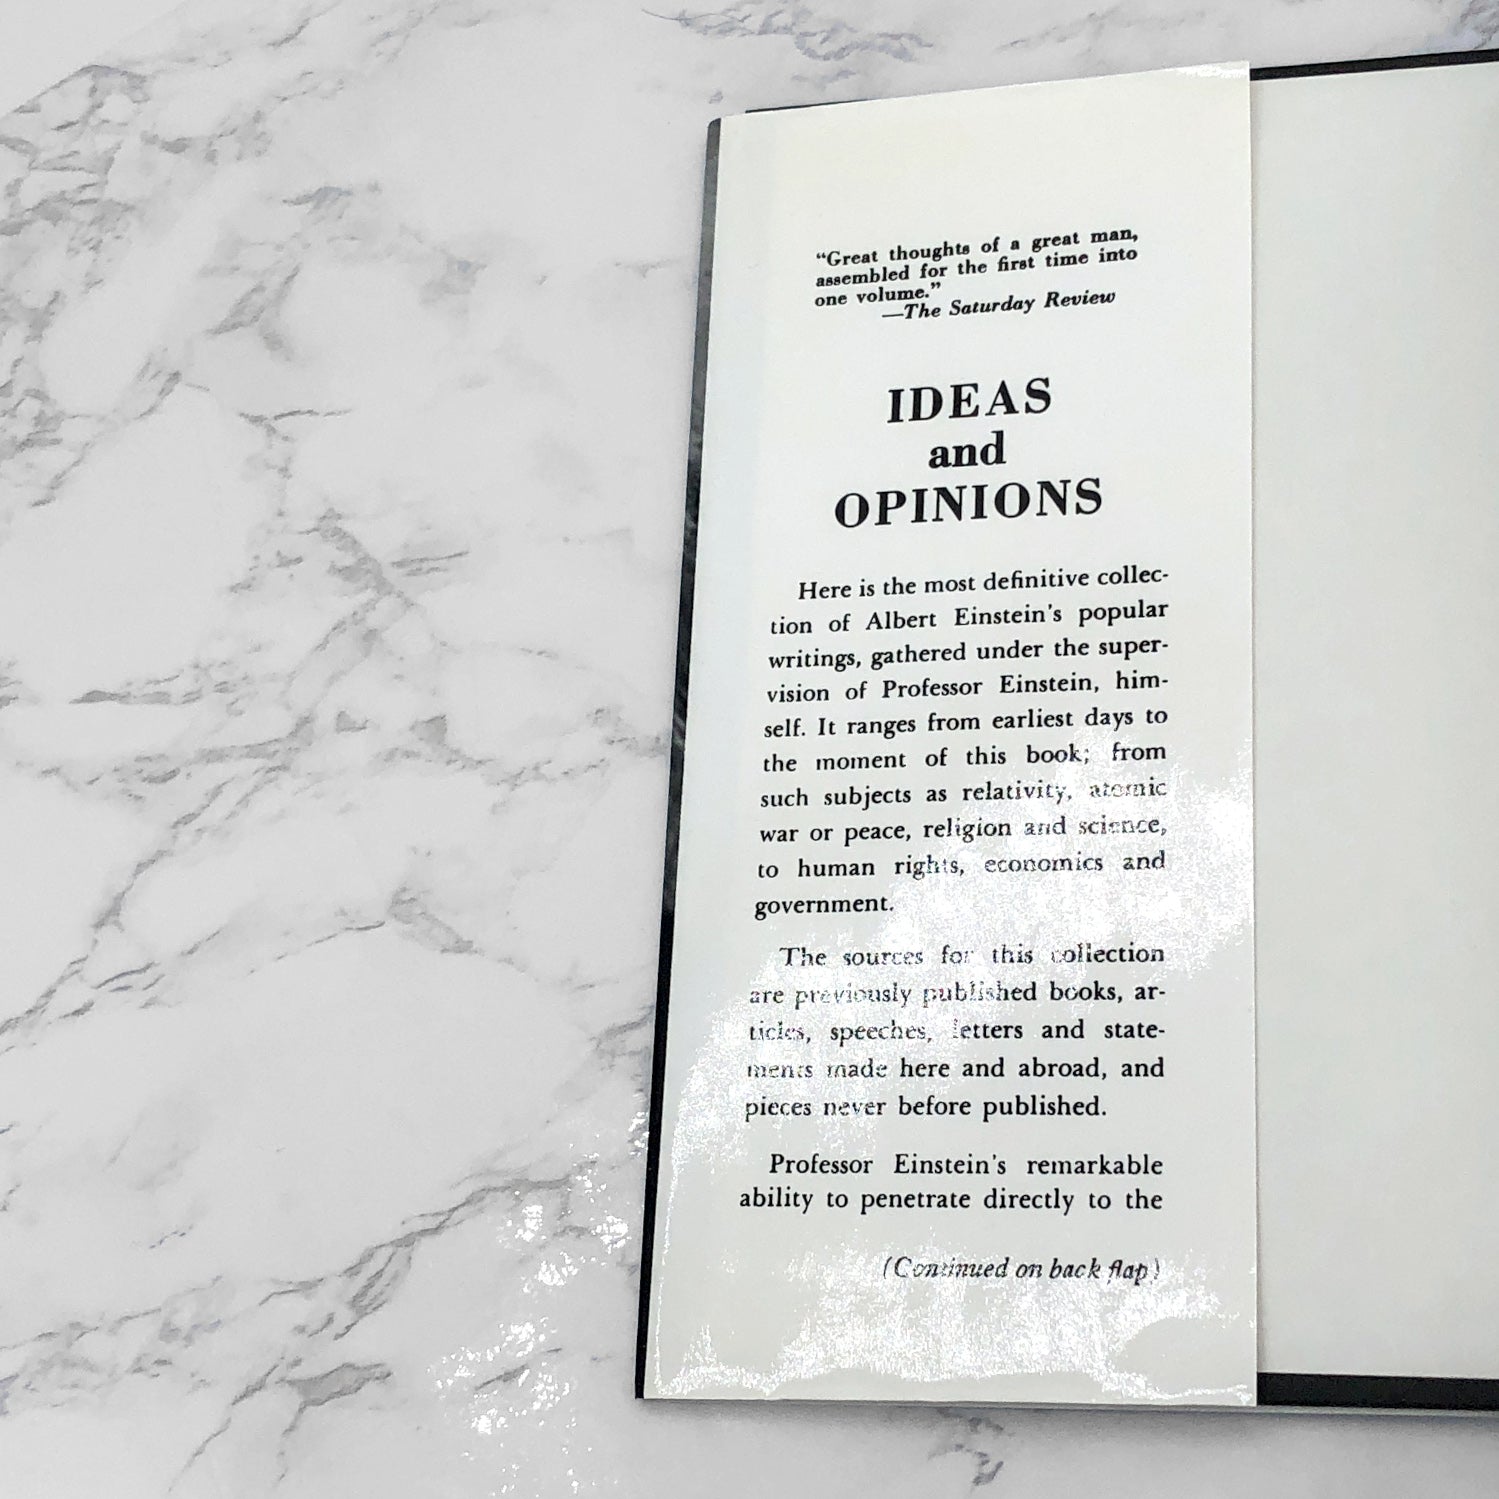 “Great thoughts of a great man,
assembled for the first time into
one volume.”
—The Saturday Review
IDEAS
and
OPINIONS
Here is the most definitive collec-
tion of Albert Einstein's popular
writings, gathered under the super-
vision of Professor Einstein, him-
self. It ranges from earliest days to
the moment of this book; from
such subjects as relativity, atomic
war or peace, religion and science,
to human rights, economics and
government.
The sources for this collection
are previously published books, ar-
ticles, speeches, letters and state-
ments made here and abroad, and
pieces never before published.
Professor Einstein's remarkable
ability to penetrate directly to the
(Continued on back flap)